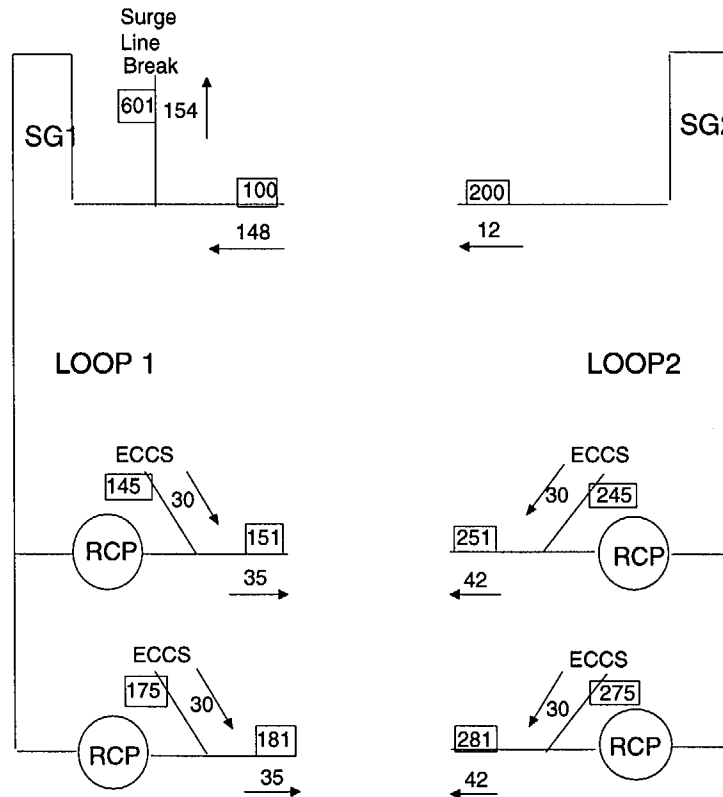 Surge
Line
Break
601 154
SG1
SG2
100
200
148
12
LOOP 1
LOOP2
ECCS
ECCS
145
30
30
245
RCP
151
251
RCP
35
42
ECCS
ECCS
175
30
30
275
RCP
181
281
RCP
35
42